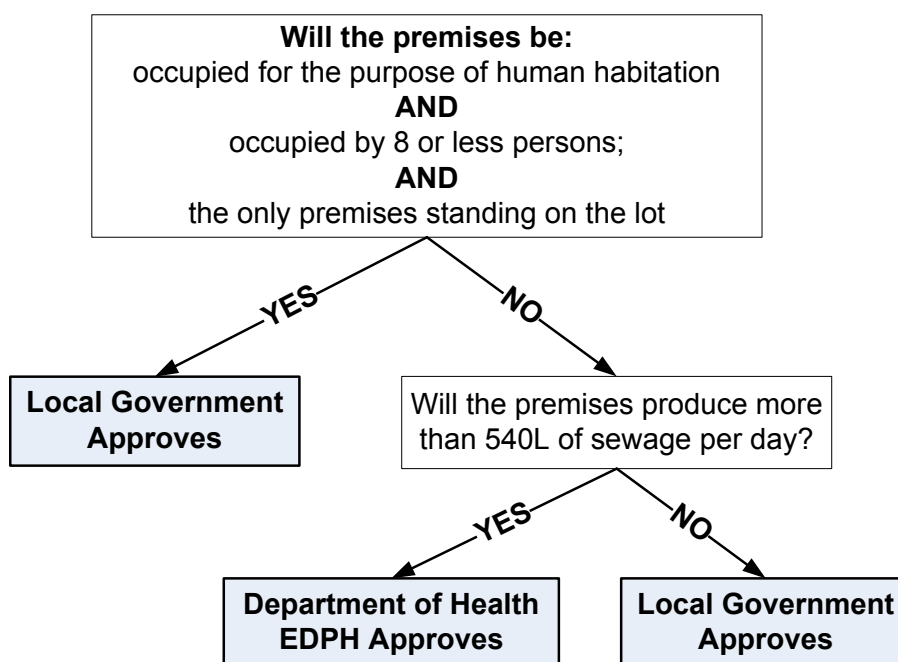 Will the premises be:
occupied for the purpose of human habitation
AND
occupied by 8 or less persons;
AND
the only premises standing on the lot
YES
NO
Local Government
Approves
Will the premises produce more
than 540L of sewage per day?
YES
NO
Department of Health
EDPH Approves
Local Government
Approves